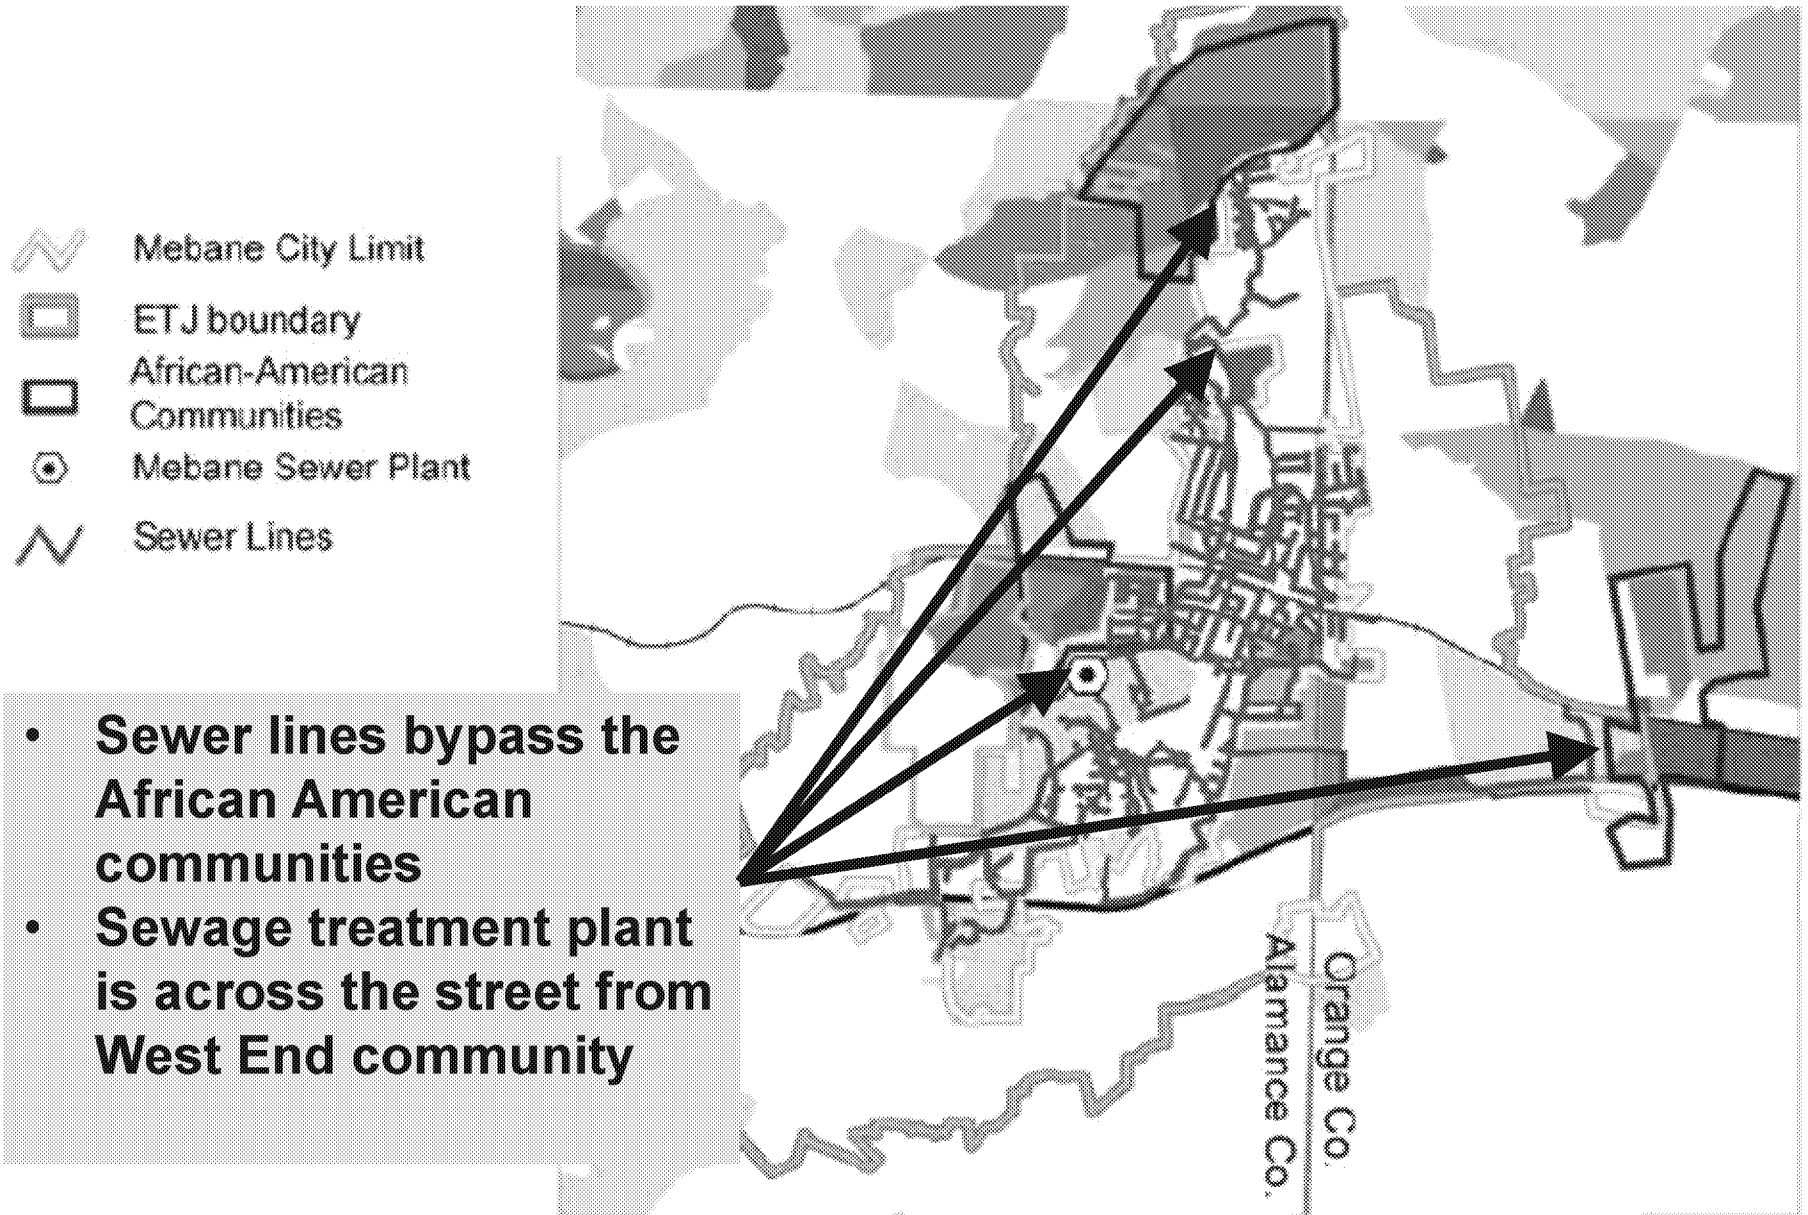 Mebane City Limit
ETJ boundary
African-American
Communities
Mebane Sewer Plant
Sewer Lines
• Sewer lines bypass the
African American
communities
• Sewage treatment plant
is across the street from
West End community
Orange Co.
Alamance Co.